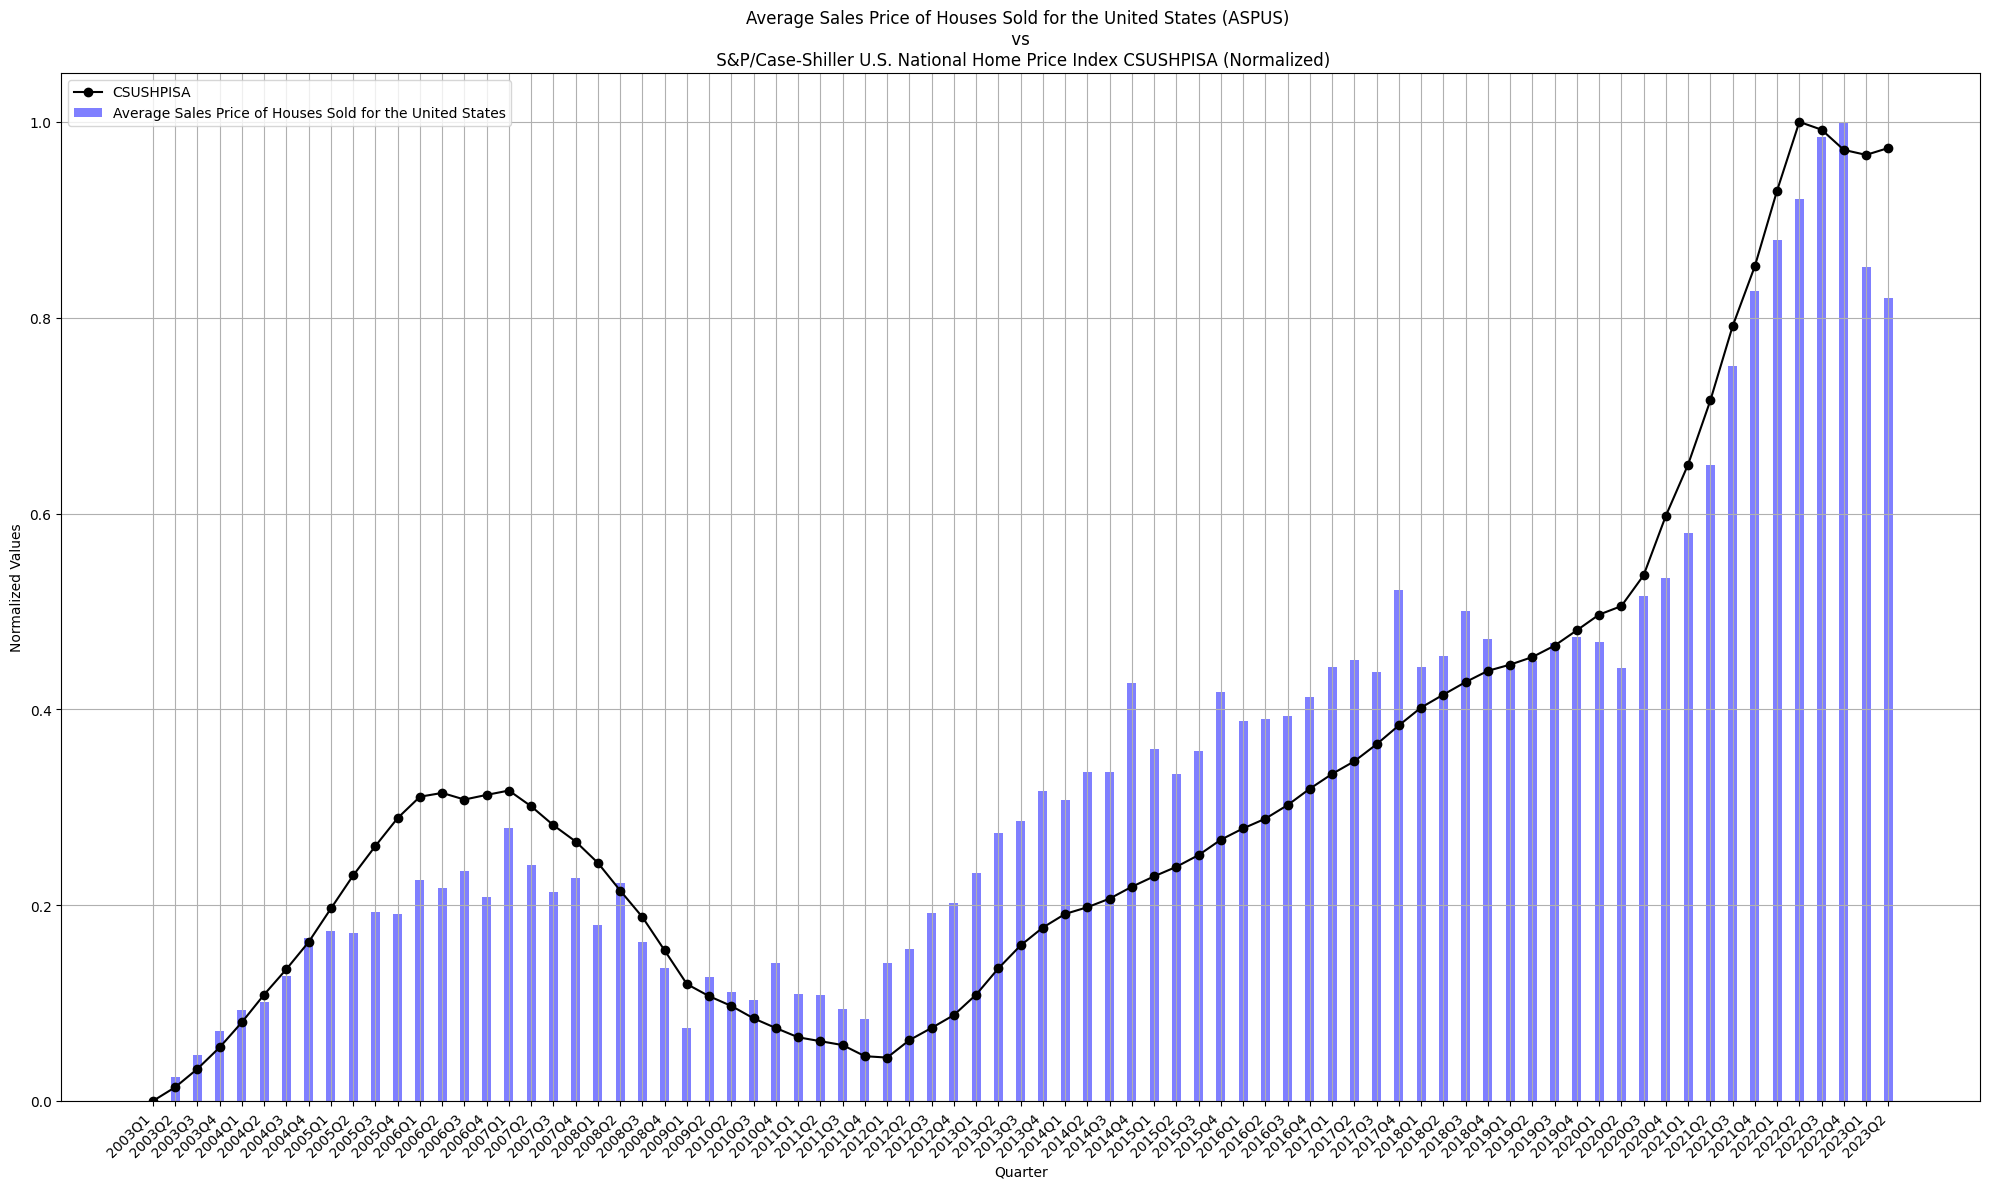 Average Sales Price of Houses Sold for the United States (ASPUS)
vs
S&P/Case-Shiller U.S. National Home Price Index CSUSHPISA (Normalized)
CSUSHPISA
Average Sales Price of Houses Sold for the United States
Normalized Values
1.0
0.8
0.6
0.4
0.2
0.0
2003Q1
2003Q2
2003Q3
2003Q4
2004Q1
2004Q2
2004Q3
2004Q4
2005Q1
2005Q2
2005Q3
2005Q4
2006Q1
2006Q2
2006Q3
2006Q4
2007Q1
2007Q2
2007Q3
2007Q4
2008Q1
2008Q2
2008Q3
2008Q4
2009Q1
2009Q2
2010Q2
2010Q3
2010Q4
2011Q1
2011Q2
2011Q3
2011Q4
2012Q1
2012Q2
2012Q3
2012Q4
2013Q1
2013Q2
2013Q3
2013Q4
2014Q1
2014Q2
2014Q3
2014Q4
2015Q1
2015Q2
2015Q3
2015Q4
2016Q1
2016Q2
2016Q3
2016Q4
2017Q1
2017Q2
2017Q3
2017Q4
2018Q1
2018Q2
2018Q3
2018Q4
2019Q1
2019Q2
2019Q3
2019Q4
2020Q1
2020Q2
2020Q3
2020Q4
2021Q1
2021Q2
2021Q3
2021Q4
2022Q1
2022Q2
2022Q3
2022Q4
2023Q1
2023Q2
Quarter